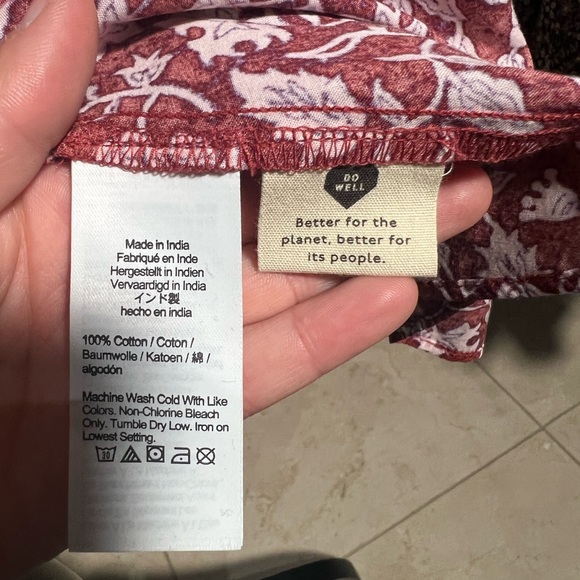 Made in India
Fabriqué en Inde
Hergestellt in Indien
Vervaardigd in India
インド製
hecho en india
100% Cotton / Coton /
Baumwolle / Katoen / 綿 /
algodón
Machine Wash Cold With Like
Colors. Non-Chlorine Bleach
Only. Tumble Dry Low. Iron on
Lowest Setting.
30
DO
WELL
Better for the
planet, better for
its people.